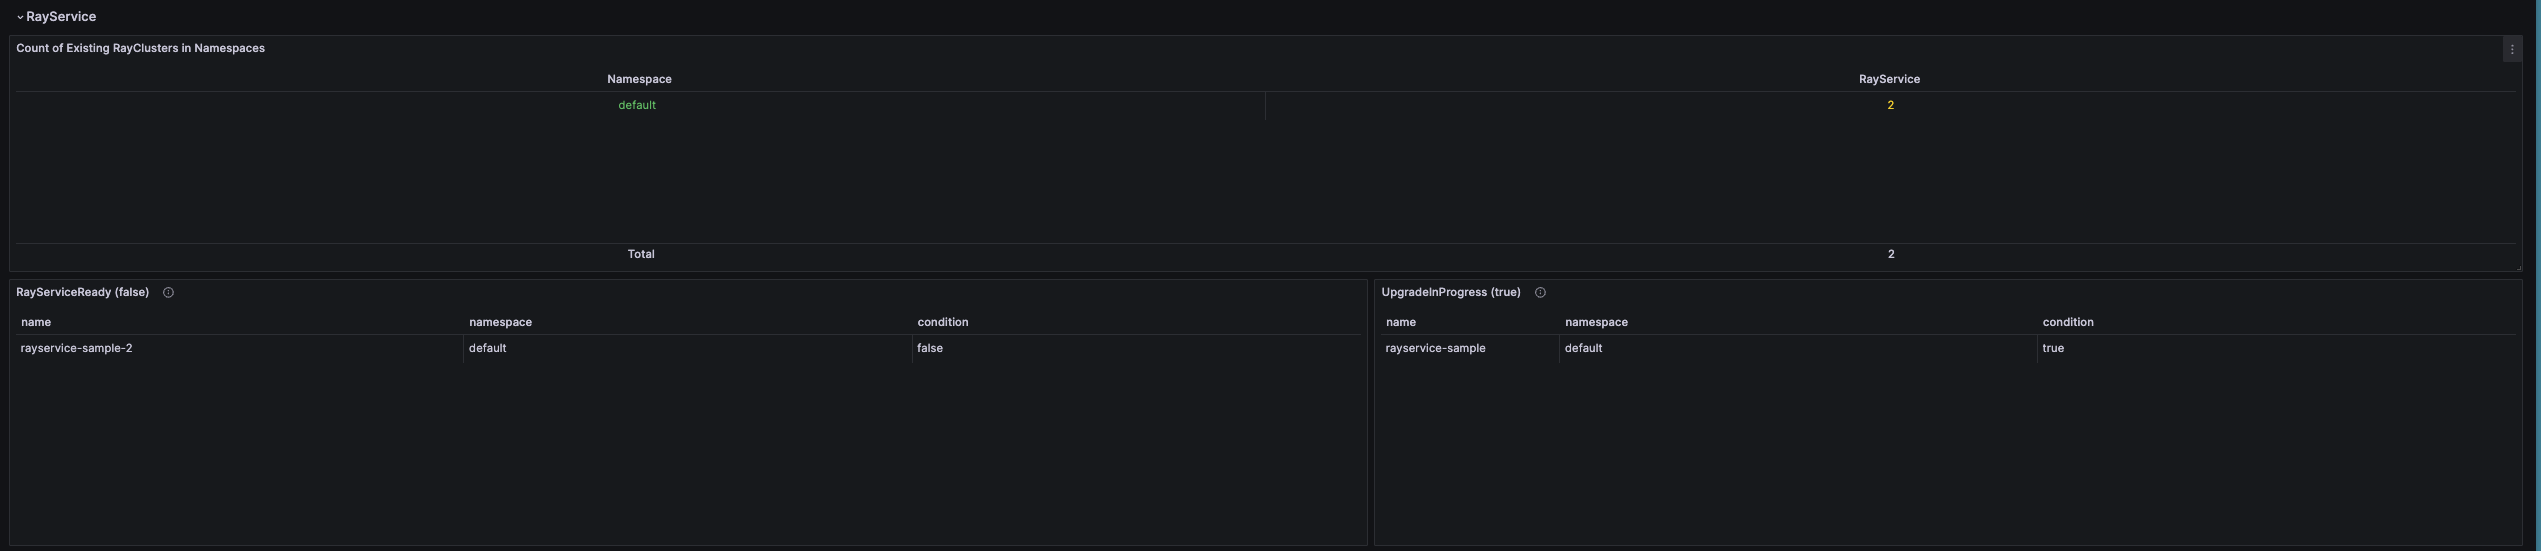 RayService
Count of Existing RayClusters in Namespaces
Namespace RayService
default 2
Total 2
RayServiceReady (false)
name namespace condition
rayservice-sample-2 default false
UpgradeInProgress (true)
name namespace condition
rayservice-sample default true